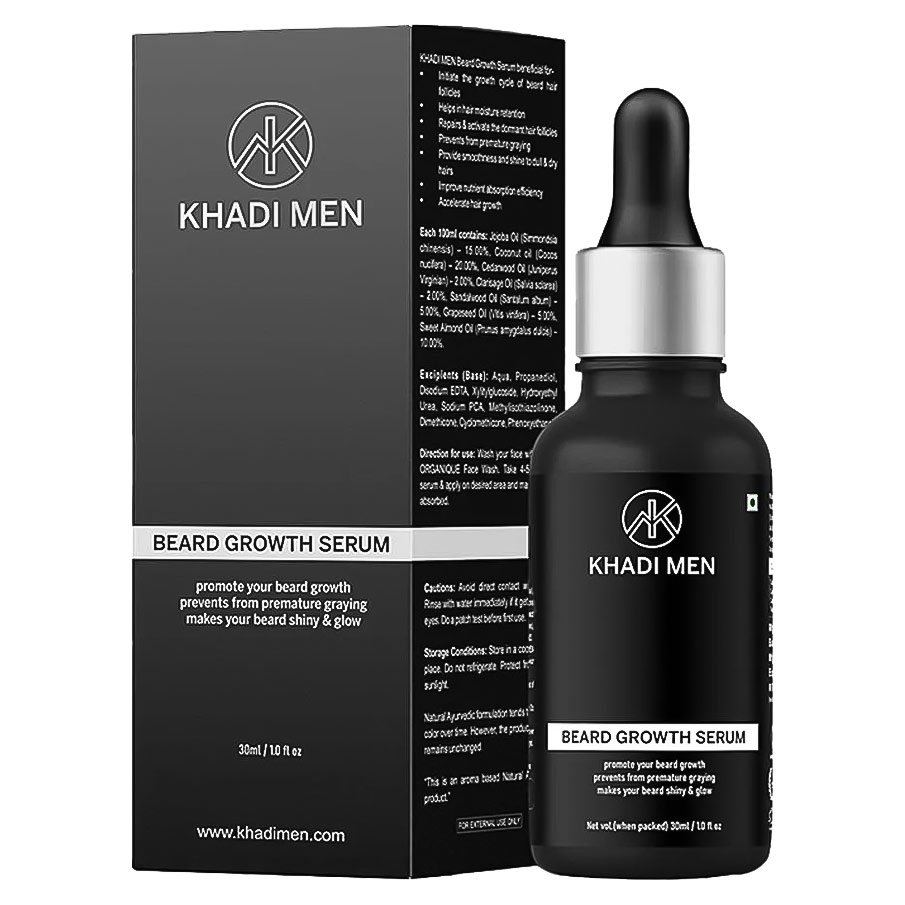 KHADI MEN
BEARD GROWTH SERUM
promote your beard growth
prevents from premature graying
makes your beard shiny & glow
30ml / 1.0 fl oz
www.khadimen.com
KHADI MEN Beard Growth Serum beneficial for-
• Initiate the growth cycle of beard hair
follicles
• Helps in hair moisture retention
• Repairs & activate the dormant hair follicles
• Prevents from premature graying
• Provide smoothness and shine to dull & dry
hairs
• Improve nutrient absorption efficiency
• Accelerate hair growth
Each 100ml contains: Jojoba Oil (Simmondsia
chinensis) – 15.00%, Coconut oil (Cocos
nucifera) – 20.00%, Cedarwood Oil (Juniperus
Virginian) - 2.00%, Clarisage Oil (Salvia sclarea)
– 2.00%, Sandalwood Oil (Santalum album) –
5.00%, Grapeseed Oil (Vitis vinifera) – 5.00%,
Sweet Almond Oil (Prunus amygdalus dulcis) –
10.00%.
Excipients (Base): Aqua, Propanediol,
Disodium EDTA, Xylitylglucoside, Hydroxyethyl
Urea, Sodium PCA, Methylisothiazolinone,
Dimethicone, Cyclomethicone, Phenoxyethano
Direction for use: Wash your face w
ORGANIQUE Face Wash. Take 4-5
serum & apply on desired area and ma
absorbed.
Cautions: Avoid direct contact w
Rinse with water immediately if it get
eyes. Do a patch test before first use.
Storage Conditions: Store in a coo
place. Do not refrigerate. Protect fr
sunlight.
Natural Ayurvedic formulation tends t
color over time. However, the produc
remains unchanged
"This is an aroma based Natural A
product."
FOR EXTERNAL USE ONLY
KHADI MEN
BEARD GROWTH SERUM
promote your beard growth
prevents from premature graying
makes your beard shiny & glow
Net vol.(when packed) 30ml / 1.0 fl oz